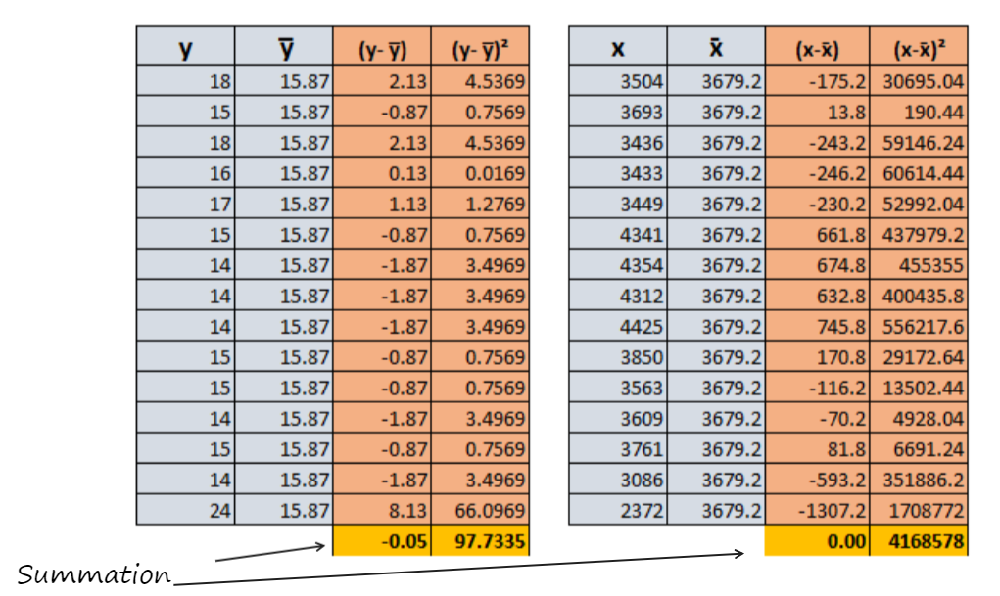 y ȳ (y- ȳ) (y- ȳ)² x x̄ (x-x̄) (x-x̄)²
18 15.87 2.13 4.5369 3504 3679.2 -175.2 30695.04
15 15.87 -0.87 0.7569 3693 3679.2 13.8 190.44
18 15.87 2.13 4.5369 3436 3679.2 -243.2 59146.24
16 15.87 0.13 0.0169 3433 3679.2 -246.2 60614.44
17 15.87 1.13 1.2769 3449 3679.2 -230.2 52992.04
15 15.87 -0.87 0.7569 4341 3679.2 661.8 437979.2
14 15.87 -1.87 3.4969 4354 3679.2 674.8 455355
14 15.87 -1.87 3.4969 4312 3679.2 632.8 400435.8
14 15.87 -1.87 3.4969 4425 3679.2 745.8 556217.6
15 15.87 -0.87 0.7569 3850 3679.2 170.8 29172.64
15 15.87 -0.87 0.7569 3563 3679.2 -116.2 13502.44
14 15.87 -1.87 3.4969 3609 3679.2 -70.2 4928.04
15 15.87 -0.87 0.7569 3761 3679.2 81.8 6691.24
14 15.87 -1.87 3.4969 3086 3679.2 -593.2 351886.2
24 15.87 8.13 66.0969 2372 3679.2 -1307.2 1708772
-0.05 97.7335 0.00 4168578
Summation